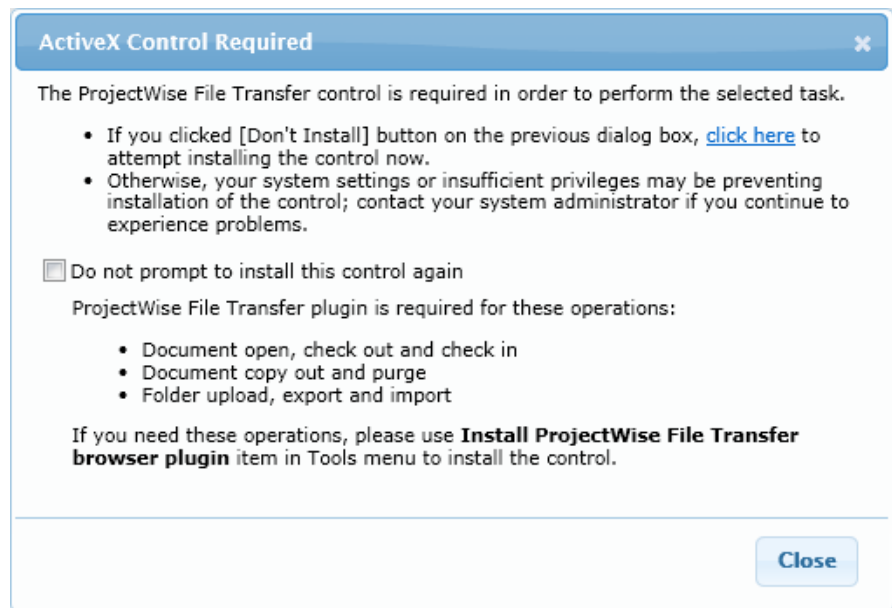 ActiveX Control Required
The ProjectWise File Transfer control is required in order to perform the selected task.
• If you clicked [Don't Install] button on the previous dialog box, click here to
attempt installing the control now.
• Otherwise, your system settings or insufficient privileges may be preventing
installation of the control; contact your system administrator if you continue to
experience problems.
Do not prompt to install this control again
ProjectWise File Transfer plugin is required for these operations:
• Document open, check out and check in
• Document copy out and purge
• Folder upload, export and import
If you need these operations, please use Install ProjectWise File Transfer
browser plugin item in Tools menu to install the control.
Close